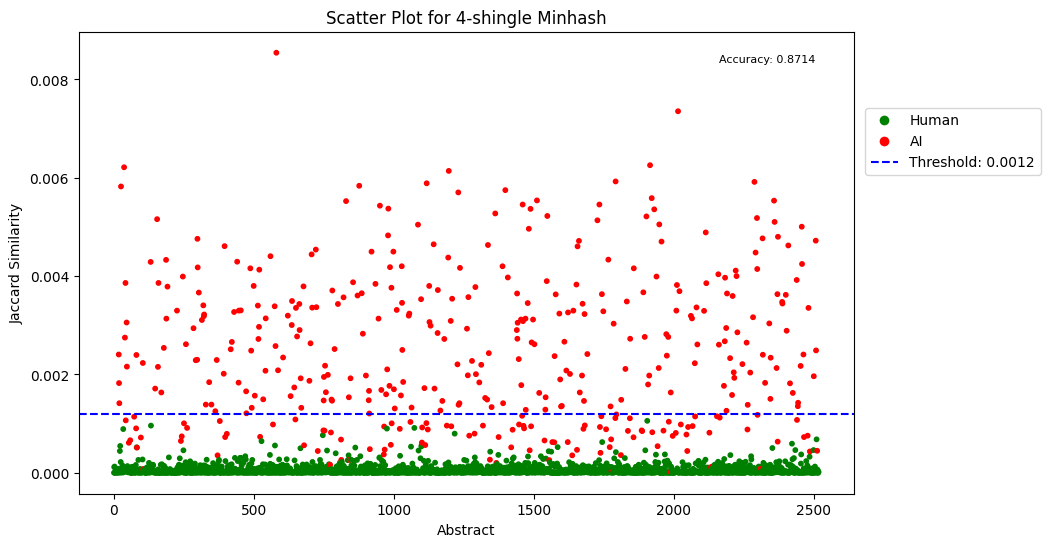 Scatter Plot for 4-shingle Minhash
Accuracy: 0.8714
Human
AI
Threshold: 0.0012
Jaccard Similarity
0.008
0.006
0.004
0.002
0.000
0
500
1000
1500
2000
2500
Abstract